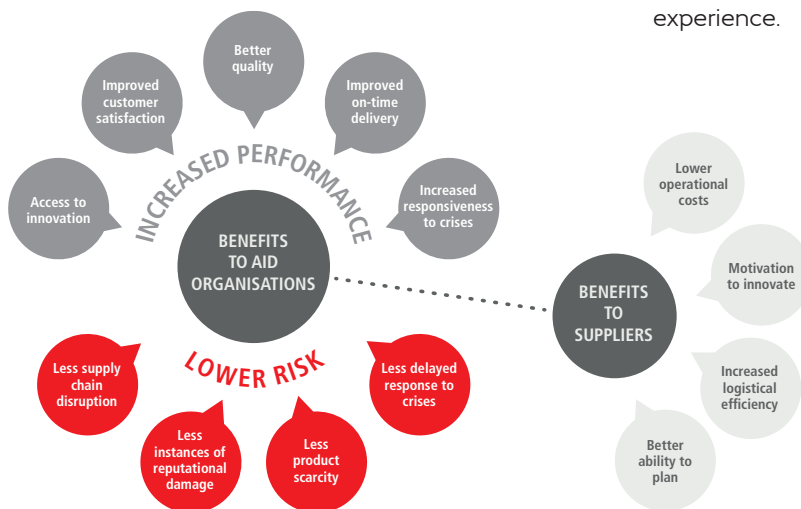 experience.
Better
quality
Improved
customer
satisfaction
Improved
on-time
delivery
Access to
innovation
INCREASED PERFORMANCE
Increased
responsiveness
to crises
BENEFITS
TO AID
ORGANISATIONS
Lower
operational
costs
Motivation
to innovate
BENEFITS
TO
SUPPLIERS
Less supply
chain
disruption
LOWER RISK
Less delayed
response to
crises
Increased
logistical
efficiency
Less
instances of
reputational
damage
Less
product
scarcity
Better
ability to
plan